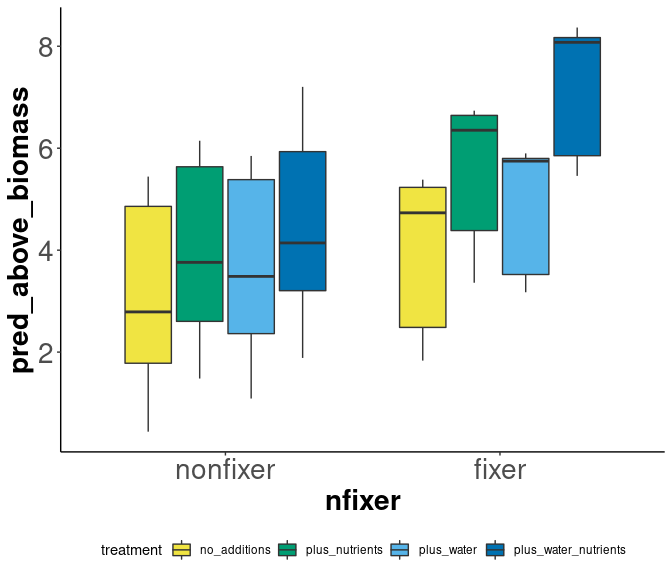 pred_above_biomass
8
6
4
2
nonfixer fixer
nfixer
treatment no_additions plus_nutrients plus_water plus_water_nutrients